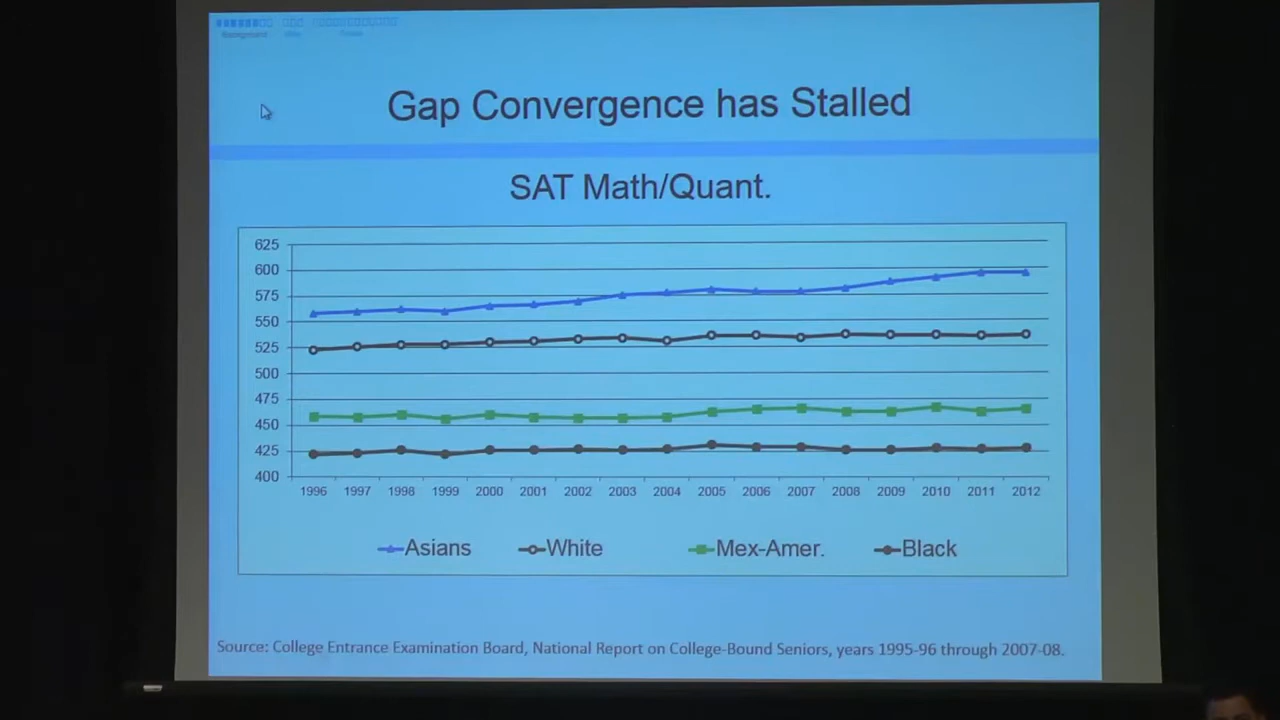 Background
Gap Convergence has Stalled
SAT Math/Quant.
625
600
575
550
525
500
475
450
425
400
1996 1997 1998 1999 2000 2001 2002 2003 2004 2005 2006 2007 2008 2009 2010 2011 2012
Asians White Mex-Amer. Black
Source: College Entrance Examination Board, National Report on College-Bound Seniors, years 1995-96 through 2007-08.